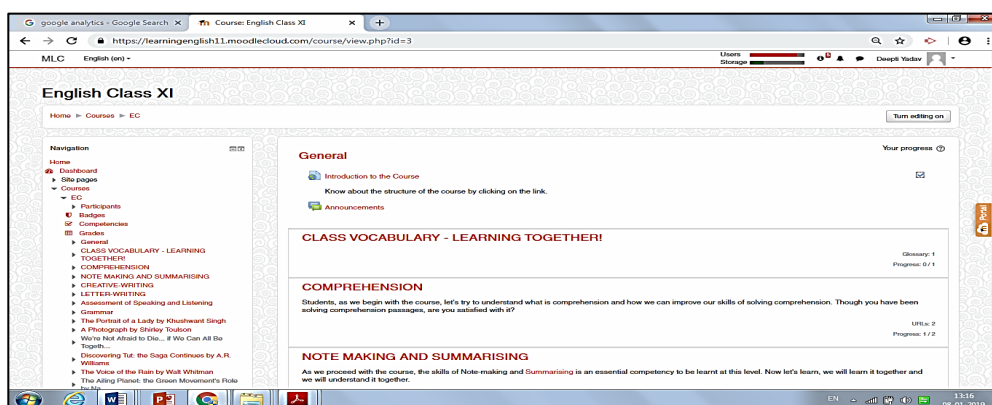 google analytics - Google Search
Course: English Class XI
https://learningenglish11.moodlecloud.com/course/view.php?id=3
MLC English (en)
Users
Storage
Deepti Yadav
English Class XI
Home ► Courses ► EC
Turn editing on
Navigation
Home
Dashboard
Site pages
Courses
EC
Participants
Badges
Competencies
Grades
General
CLASS VOCABULARY - LEARNING
TOGETHER!
COMPREHENSION
NOTE MAKING AND SUMMARISING
CREATIVE-WRITING
LETTER-WRITING
Assessment of Speaking and Listening
Grammar
The Portrait of a Lady by Khushwant Singh
A Photograph by Shirley Toulson
We're Not Afraid to Die... if We Can All Be
Togeth...
Discovering Tut: the Saga Continues by A.R.
Williams
The Voice of the Rain by Walt Whitman
The Ailing Planet: the Green Movement's Role
by Na...
Your progress
General
Introduction to the Course
Know about the structure of the course by clicking on the link.
Announcements
CLASS VOCABULARY - LEARNING TOGETHER!
Glossary: 1
Progress: 0 / 1
COMPREHENSION
Students, as we begin with the course, let's try to understand what is comprehension and how we can improve our skills of solving comprehension. Though you have been
solving comprehension passages, are you satisfied with it?
URLs: 2
Progress: 1 / 2
NOTE MAKING AND SUMMARISING
As we proceed with the course, the skills of Note-making and Summarising is an essential competency to be learnt at this level. Now let's learn, we will learn it together and
we will understand it together.
Portal
EN
13:16
08-01-2019